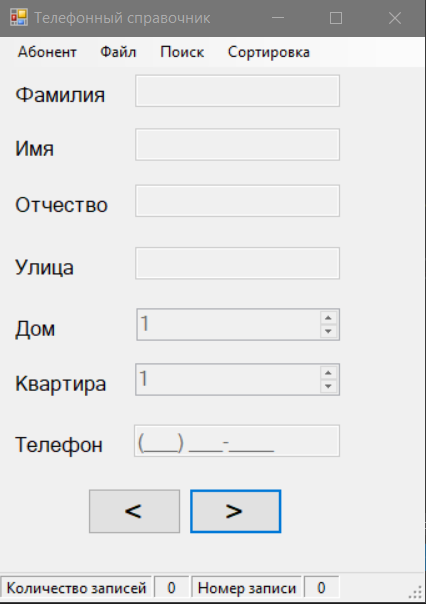 Телефонный справочник
Абонент Файл Поиск Сортировка
Фамилия
Имя
Отчество
Улица
Дом 1
Квартира 1
Телефон (___) ___-____
< >
Количество записей 0 Номер записи 0